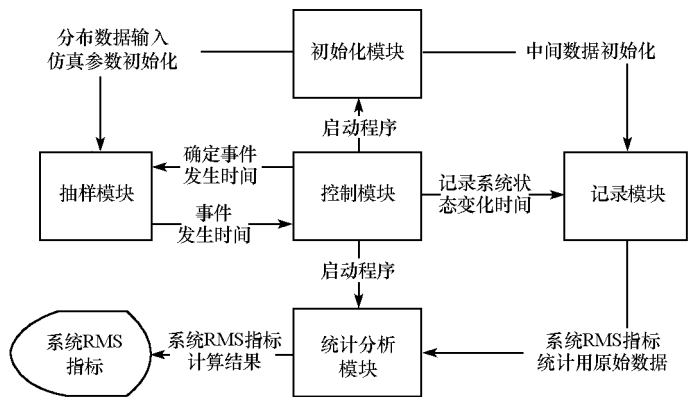 分布数据输入
仿真参数初始化
初始化模块
中间数据初始化
启动程序
确定事件
发生时间
抽样模块
控制模块
记录系统状
态变化时间
记录模块
事件
发生时间
启动程序
系统RMS
指标
系统RMS指标
计算结果
统计分析
模块
系统RMS指标
统计用原始数据